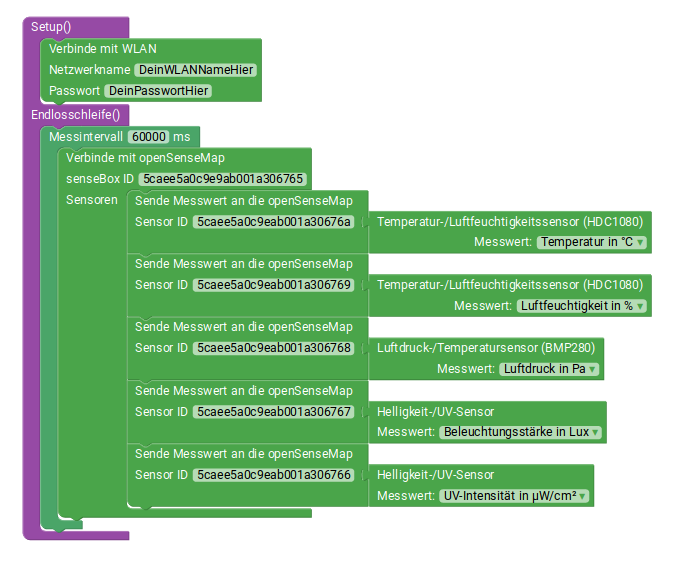 Setup()
Verbinde mit WLAN
Netzwerkname DeinWLANNameHier
Passwort DeinPasswortHier
Endlosschleife()
Messintervall 60000 ms
Verbinde mit openSenseMap
senseBox ID 5caee5a0c9e9ab001a306765
Sensoren Sende Messwert an die openSenseMap
Sensor ID 5caee5a0c9eab001a30676a Temperatur-/Luftfeuchtigkeitssensor (HDC1080)
Messwert: Temperatur in °C
Sende Messwert an die openSenseMap
Sensor ID 5caee5a0c9eab001a306769 Temperatur-/Luftfeuchtigkeitssensor (HDC1080)
Messwert: Luftfeuchtigkeit in %
Sende Messwert an die openSenseMap
Sensor ID 5caee5a0c9eab001a306768 Luftdruck-/Temperatursensor (BMP280)
Messwert: Luftdruck in Pa
Sende Messwert an die openSenseMap
Sensor ID 5caee5a0c9eab001a306767 Helligkeit-/UV-Sensor
Messwert: Beleuchtungsstärke in Lux
Sende Messwert an die openSenseMap
Sensor ID 5caee5a0c9eab001a306766 Helligkeit-/UV-Sensor
Messwert: UV-Intensität in µW/cm²